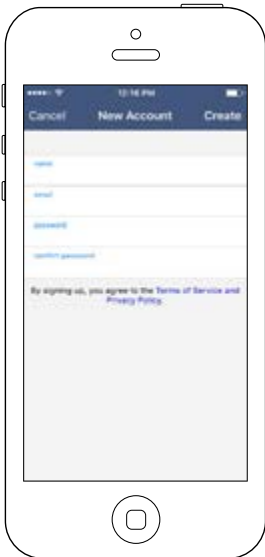 12:16 PM
Cancel New Account Create
name
email
password
confirm password
By signing up, you agree to the Terms of Service and
Privacy Policy.